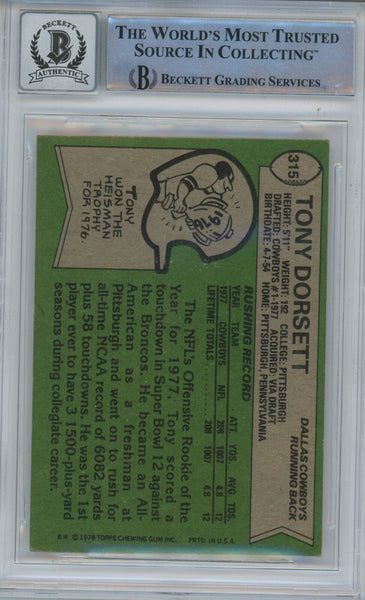 BECKETT
B
AUTHENTIC
THE WORLD'S MOST TRUSTED
SOURCE IN COLLECTING™
B BECKETT GRADING SERVICES
315
TONY DORSETT
DALLAS COWBOYS
RUNNING BACK
HEIGHT: 5'11" WEIGHT: 192 COLLEGE: PITTSBURGH
DRAFTED: COWBOYS #1-1977 ACQUIRED: VIA DRAFT
BIRTHDATE: 4-7-54 HOME: PITTSBURGH, PENNSYLVANIA
RUSHING RECORD
YEAR TEAM ATT. YDS. AVG. TDS.
1977 COWBOYS NFL 208 1007 4.8 12
LIFETIME TOTALS 208 1007 4.8 12
1976
TONY
WON THE
HEISMAN
TROPHY
FOR 1976.
The NFL's Offensive Rookie of the
Year for 1977, Tony scored a
touchdown in Super Bowl 12 against
the Broncos. He became an All-
American as a freshman at
Pittsburgh and went on to rush for
all-time NCAA record of 6082 yards
plus 58 touchdowns. He was the 1st
player ever to have 3 1500-plus-yard
seasons during collegiate career.
© 1978 TOPPS CHEWING GUM INC. PRTD. IN U.S.A.